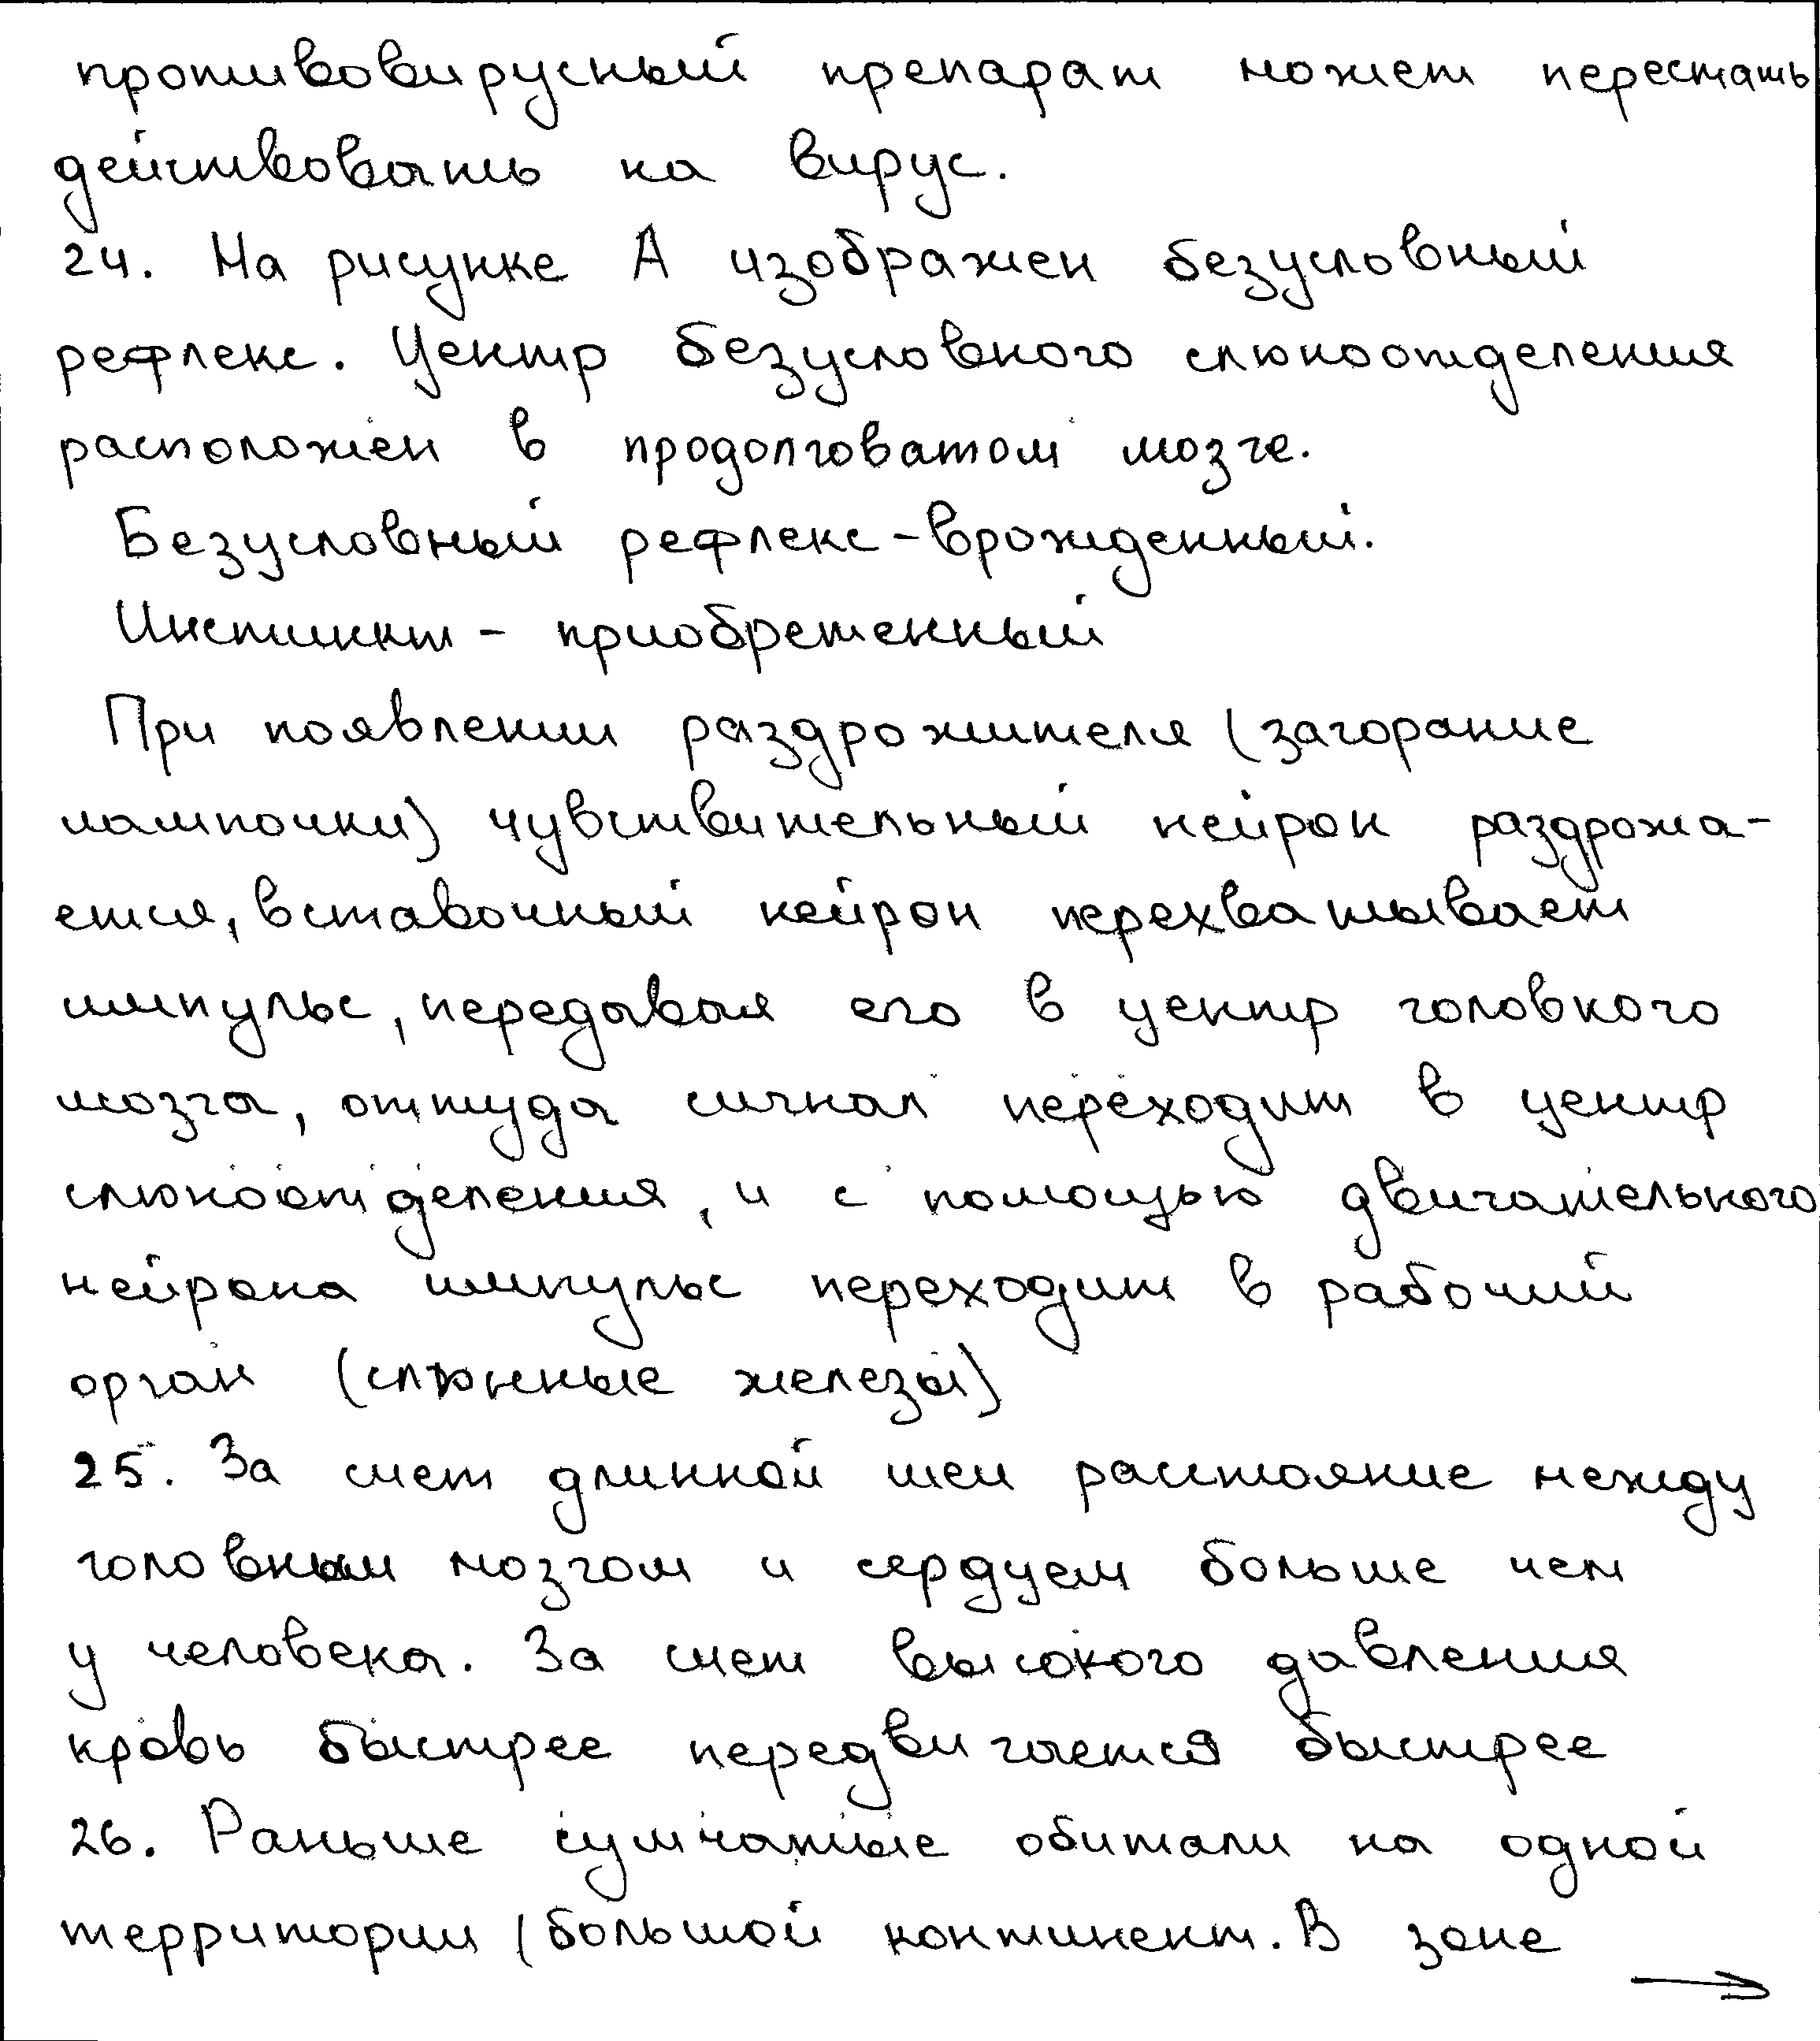 противовирусный препарат может перестать
действовать на вирус.
24. На рисунке А изображен безусловный
рефлекс. Центр безусловного слюноотделения
расположен в продолговатом мозге.
Безусловный рефлекс - врожденный.
Инстинкт - приобретенный
При появлении раздрожителя (загорание
лампочки) чувствительный нейрон раздрожа-
ется, вставочный нейрон перехватывает
импульс, передавая его в центр головного
мозга, оттуда сигнал переходит в центр
слюноотделения, и с помощью двигательного
нейрона импульс переходит в рабочий
орган (слюнные железы)
25. За счет длинной шеи расстояние между
головным мозгом и сердцем больше чем
у человека. За счет высокого давления
кровь быстрее передвигается быстрее
26. Раньше сумчатые обитали на одной
территории (большой континент. В зоне